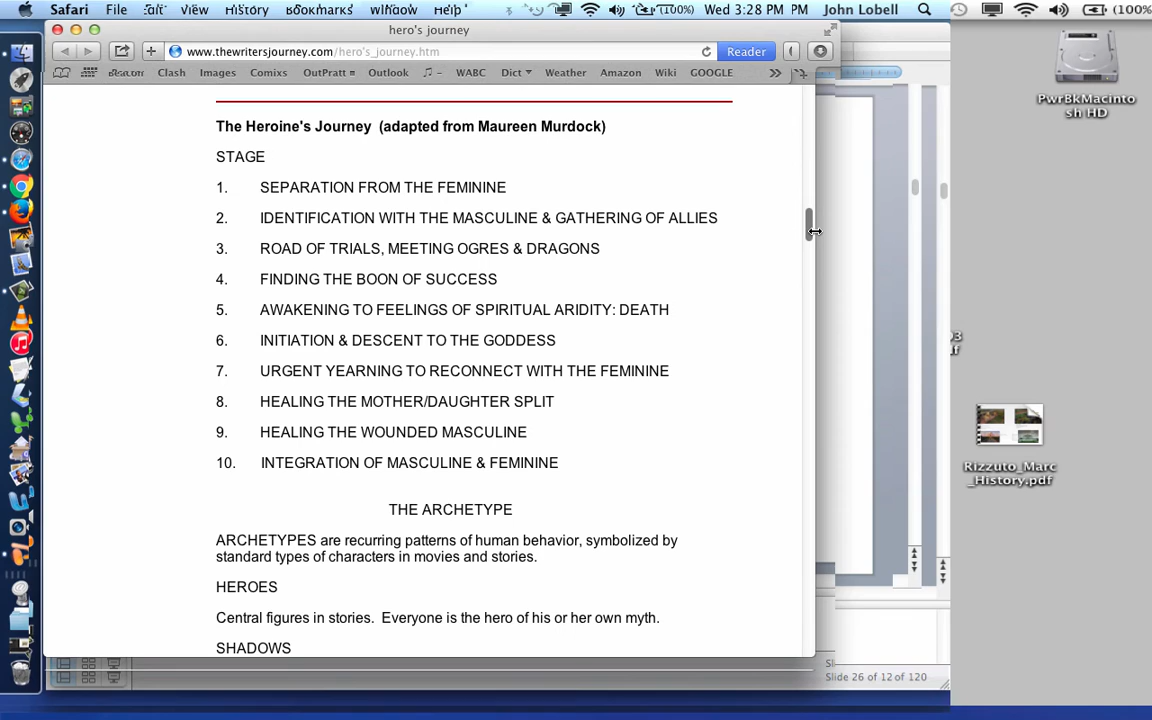 Safari File Edit View History Bookmarks Window Help (100%) Wed 3:28 PM John Lobell (100%
hero's journey
www.thewritersjourney.com/hero's_journey.htm Reader
Beacon Clash Images Comixs OutPratt Outlook WABC Dict Weather Amazon Wiki GOOGLE
The Heroine's Journey (adapted from Maureen Murdock)
STAGE
1. SEPARATION FROM THE FEMININE
2. IDENTIFICATION WITH THE MASCULINE & GATHERING OF ALLIES
3. ROAD OF TRIALS, MEETING OGRES & DRAGONS
4. FINDING THE BOON OF SUCCESS
5. AWAKENING TO FEELINGS OF SPIRITUAL ARIDITY: DEATH
6. INITIATION & DESCENT TO THE GODDESS
7. URGENT YEARNING TO RECONNECT WITH THE FEMININE
8. HEALING THE MOTHER/DAUGHTER SPLIT
9. HEALING THE WOUNDED MASCULINE
10. INTEGRATION OF MASCULINE & FEMININE
THE ARCHETYPE
ARCHETYPES are recurring patterns of human behavior, symbolized by
standard types of characters in movies and stories.
HEROES
Central figures in stories. Everyone is the hero of his or her own myth.
SHADOWS
Slide 26 of 12 of 120
PwrBkMacinto
sh HD
Rizzuto_Marc
_History.pdf